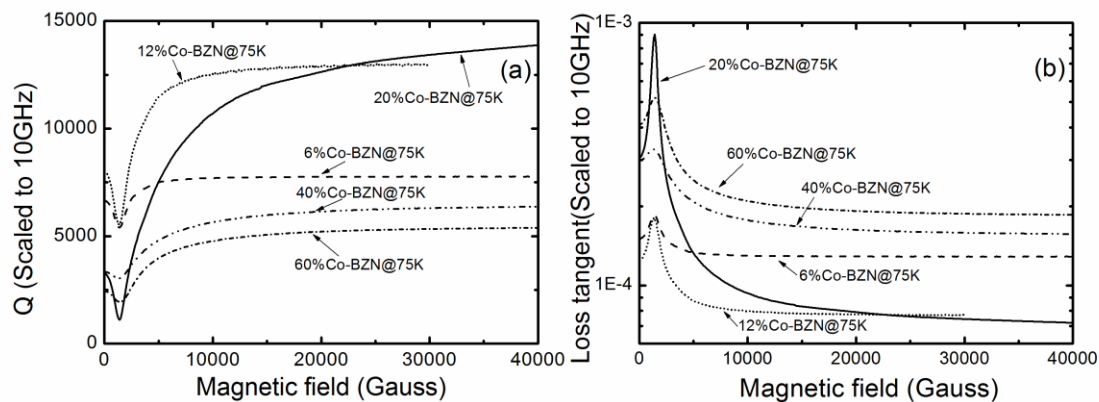 15000
10000
5000
0
Q (Scaled to 10GHz)
0
10000
20000
30000
40000
Magnetic field (Gauss)
(a)
12%Co-BZN@75K
20%Co-BZN@75K
6%Co-BZN@75K
40%Co-BZN@75K
60%Co-BZN@75K
1E-3
1E-4
Loss tangent(Scaled to 10GHz)
0
10000
20000
30000
40000
Magnetic field (Gauss)
(b)
20%Co-BZN@75K
60%Co-BZN@75K
40%Co-BZN@75K
6%Co-BZN@75K
12%Co-BZN@75K